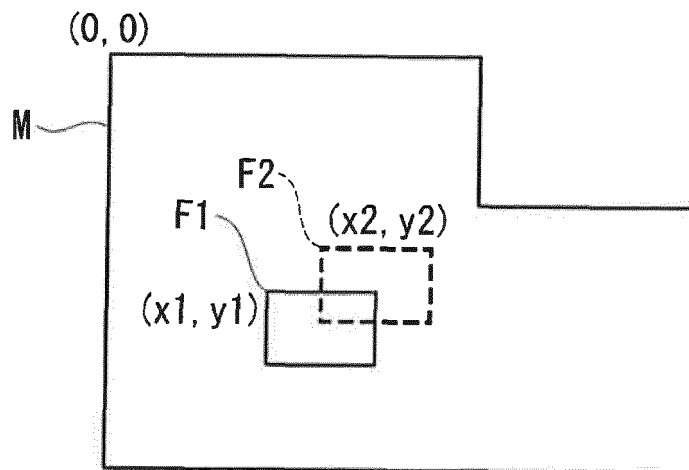 (0, 0)
M
F2
F1
(x2, y2)
(x1, y1)